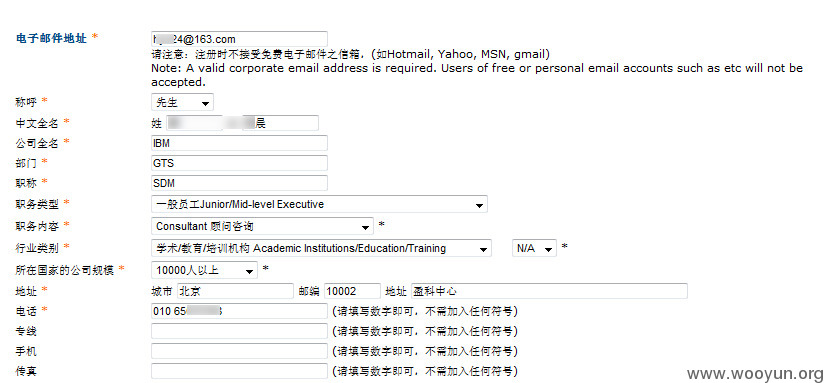 电子邮件地址 * 24@163.com
请注意：注册时不接受免费电子邮件之信箱，(如Hotmail, Yahoo, MSN, gmail)
Note: A valid corporate email address is required. Users of free or personal email accounts such as etc will not be
accepted.
称呼 * 先生
中文全名 * 姓 晨
公司全名 * IBM
部门 * GTS
职称 * SDM
职务类型 * 一般员工Junior/Mid-level Executive
职务内容 * Consultant 顾问咨询 *
行业类别 * 学术/教育/培训机构 Academic Institutions/Education/Training N/A *
所在国家的公司规模 * 10000人以上 *
地址 * 城市 北京 邮编 10002 地址 盈科中心
电话 * 010 65 (请填写数字即可，不需加入任何符号)
专线 (请填写数字即可，不需加入任何符号)
手机 (请填写数字即可，不需加入任何符号)
传真 (请填写数字即可，不需加入任何符号)
www.wooyun.org